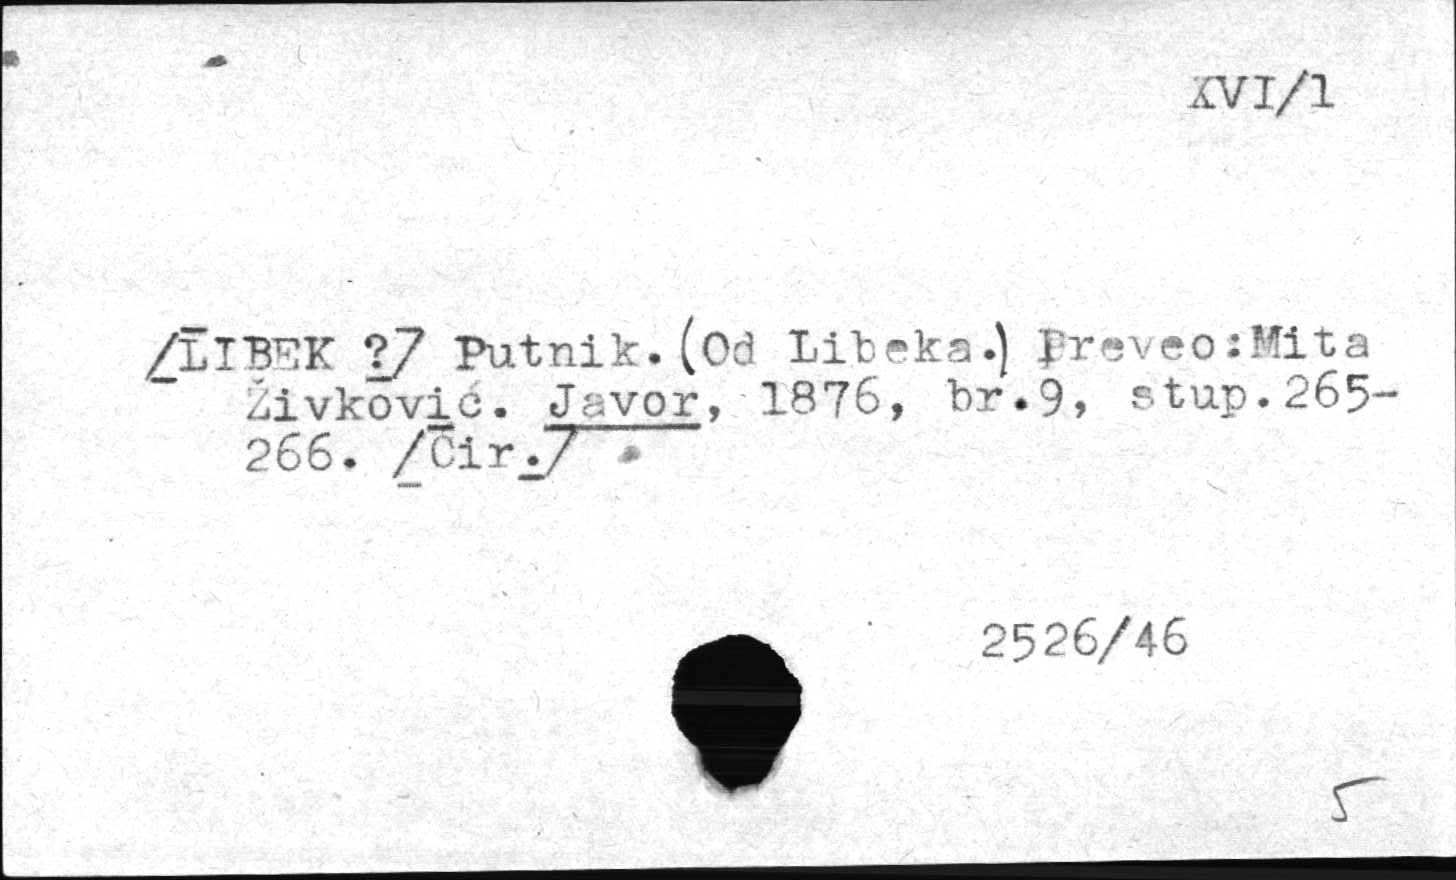 XVI/1
/LIBEK ?/ Putnik.(Od Libeka.) Preveo:Mita
Živković. Javor, 1876, br.9, stup.265-
266. /Ćir./
2526/46
5